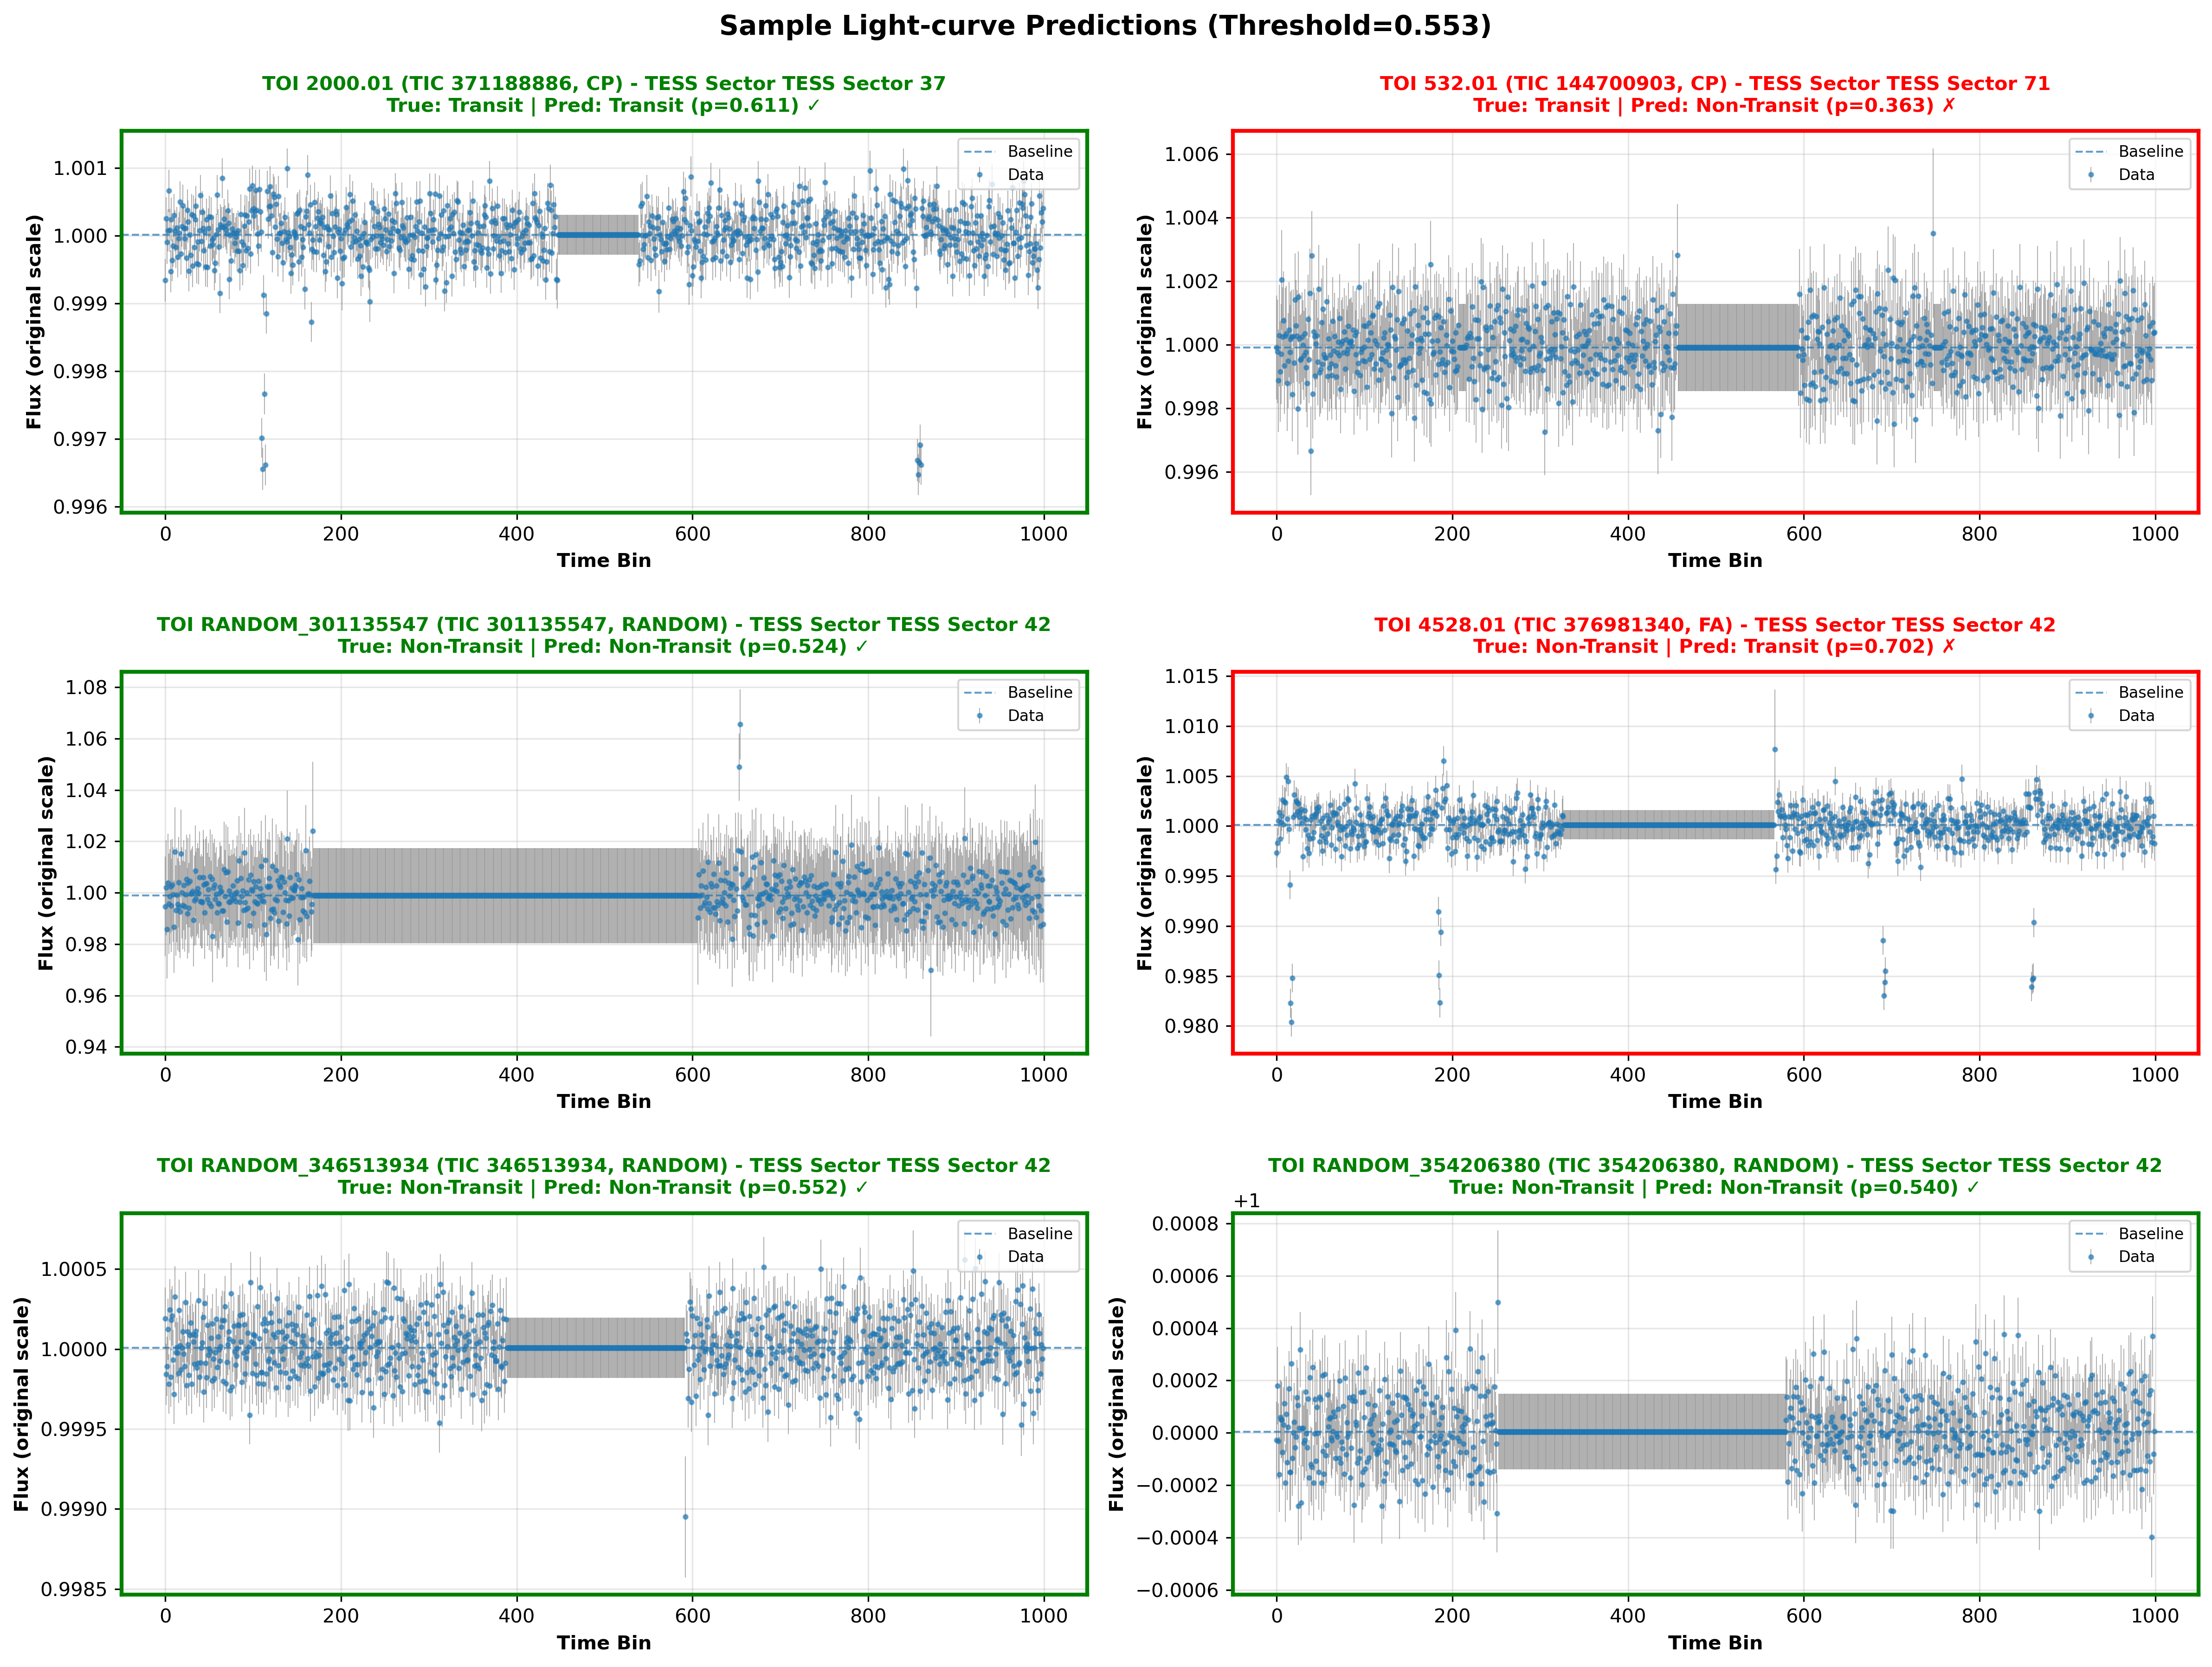 Sample Light-curve Predictions (Threshold=0.553)
TOI 2000.01 (TIC 371188886, CP) - TESS Sector TESS Sector 37
True: Transit | Pred: Transit (p=0.611) ✓
Baseline
Data
Flux (original scale)
1.001
1.000
0.999
0.998
0.997
0.996
0 200 400 600 800 1000
Time Bin
TOI 532.01 (TIC 144700903, CP) - TESS Sector TESS Sector 71
True: Transit | Pred: Non-Transit (p=0.363) ✗
Baseline
Data
Flux (original scale)
1.006
1.004
1.002
1.000
0.998
0.996
0 200 400 600 800 1000
Time Bin
TOI RANDOM_301135547 (TIC 301135547, RANDOM) - TESS Sector TESS Sector 42
True: Non-Transit | Pred: Non-Transit (p=0.524) ✓
Baseline
Data
Flux (original scale)
1.08
1.06
1.04
1.02
1.00
0.98
0.96
0.94
0 200 400 600 800 1000
Time Bin
TOI 4528.01 (TIC 376981340, FA) - TESS Sector TESS Sector 42
True: Non-Transit | Pred: Transit (p=0.702) ✗
Baseline
Data
Flux (original scale)
1.015
1.010
1.005
1.000
0.995
0.990
0.985
0.980
0 200 400 600 800 1000
Time Bin
TOI RANDOM_346513934 (TIC 346513934, RANDOM) - TESS Sector TESS Sector 42
True: Non-Transit | Pred: Non-Transit (p=0.552) ✓
Baseline
Data
Flux (original scale)
1.0005
1.0000
0.9995
0.9990
0.9985
0 200 400 600 800 1000
Time Bin
TOI RANDOM_354206380 (TIC 354206380, RANDOM) - TESS Sector TESS Sector 42
True: Non-Transit | Pred: Non-Transit (p=0.540) ✓
+1
Baseline
Data
Flux (original scale)
0.0008
0.0006
0.0004
0.0002
0.0000
−0.0002
−0.0004
−0.0006
0 200 400 600 800 1000
Time Bin